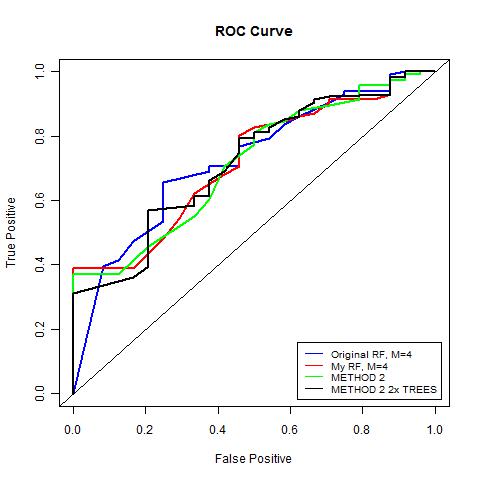 ROC Curve
True Positive
1.0
0.8
0.6
0.4
0.2
0.0
Original RF, M=4
My RF, M=4
METHOD 2
METHOD 2 2x TREES
0.0 0.2 0.4 0.6 0.8 1.0
False Positive